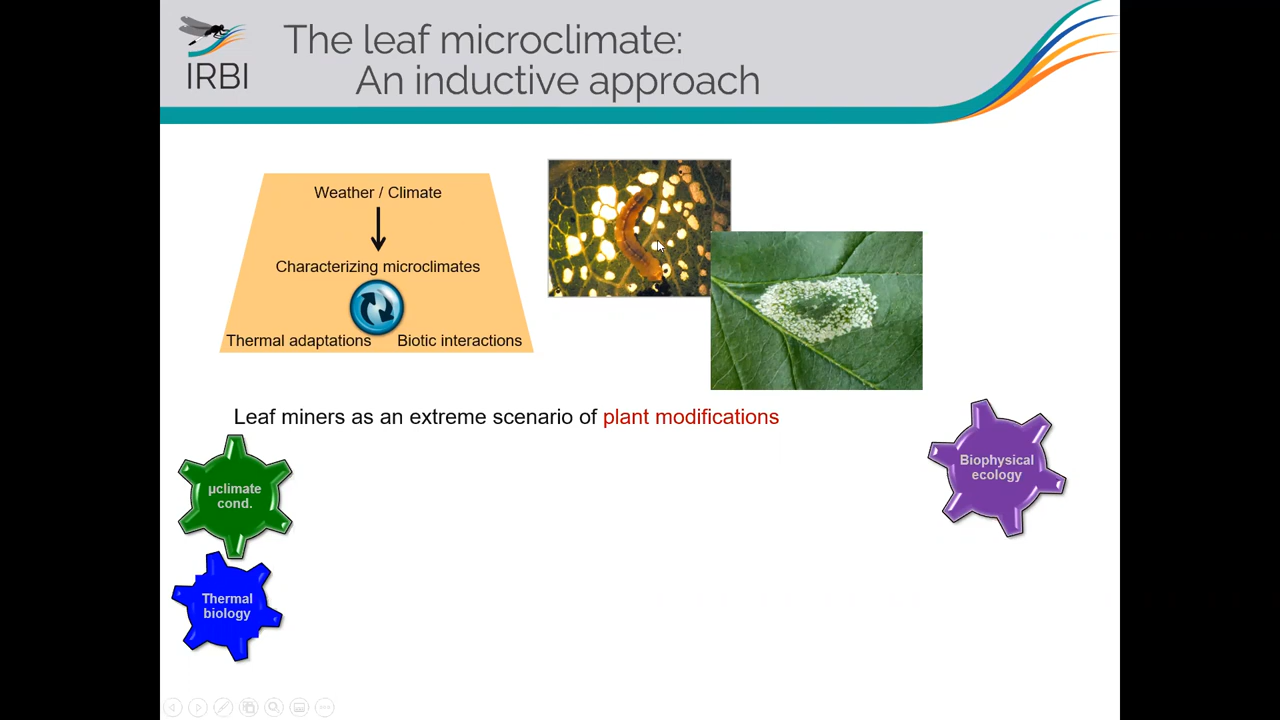 IRBI
The leaf microclimate:
An inductive approach
Weather / Climate
Characterizing microclimates
Thermal adaptations
Biotic interactions
Leaf miners as an extreme scenario of plant modifications
µclimate
cond.
Thermal
biology
Biophysical
ecology